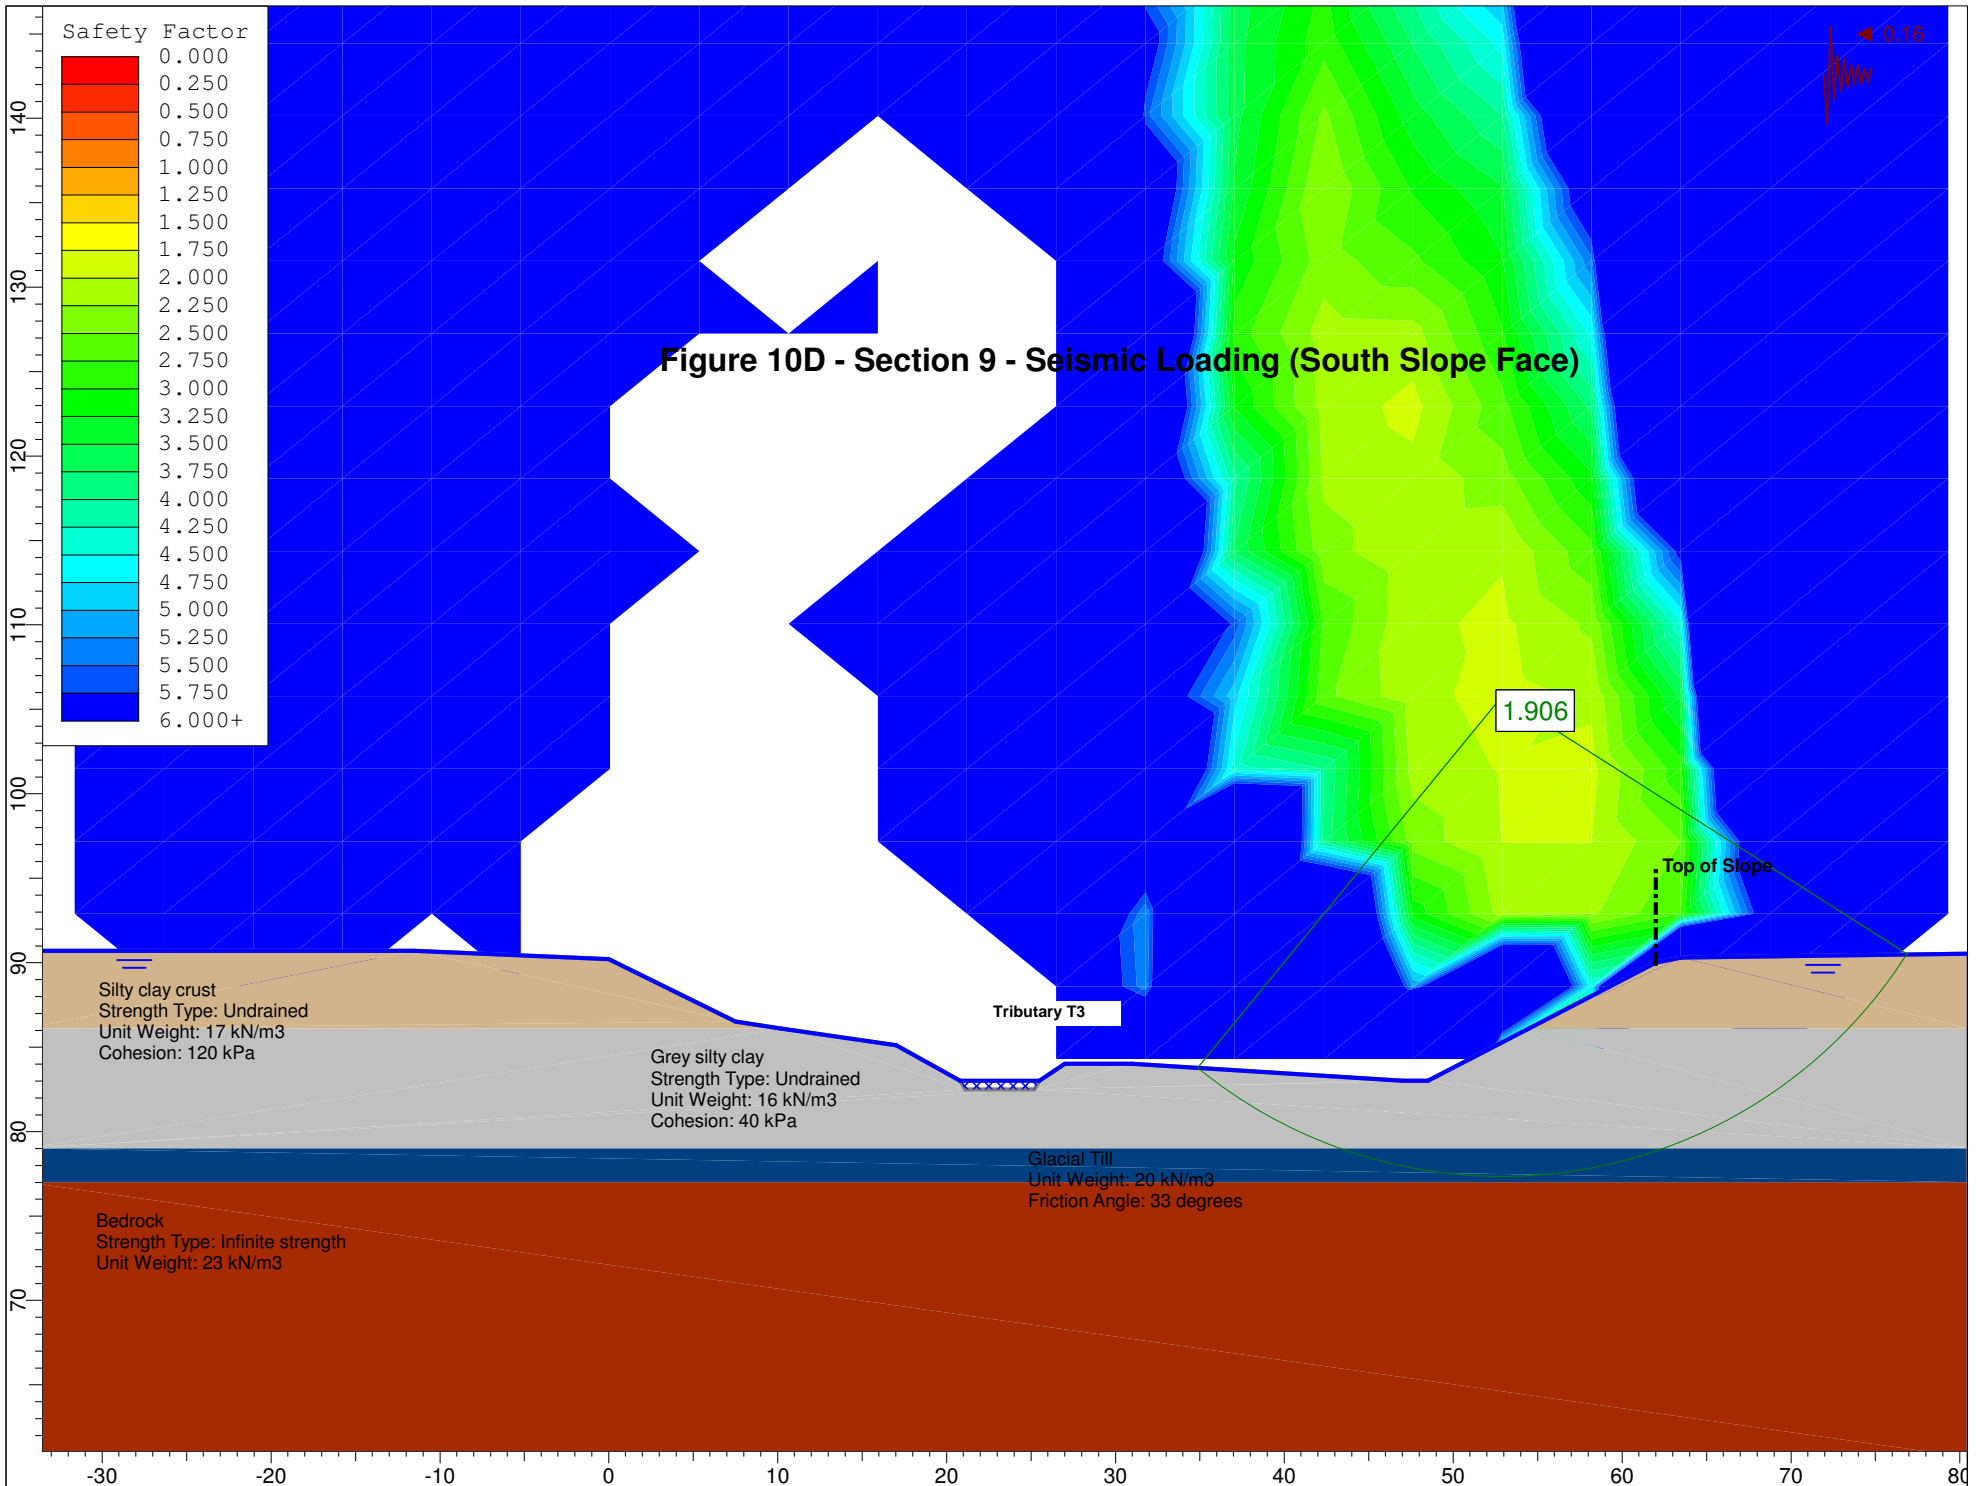 Safety Factor
0.000
0.250
0.500
0.750
1.000
1.250
1.500
1.750
2.000
2.250
2.500
2.750
3.000
3.250
3.500
3.750
4.000
4.250
4.500
4.750
5.000
5.250
5.500
5.750
6.000+
0.16
Figure 10D - Section 9 - Seismic Loading (South Slope Face)
1.906
Top of Slope
Tributary T3
Silty clay crust
Strength Type: Undrained
Unit Weight: 17 kN/m3
Cohesion: 120 kPa
Grey silty clay
Strength Type: Undrained
Unit Weight: 16 kN/m3
Cohesion: 40 kPa
Glacial Till
Unit Weight: 20 kN/m3
Friction Angle: 33 degrees
Bedrock
Strength Type: Infinite strength
Unit Weight: 23 kN/m3
140
130
120
110
100
90
80
70
-30 -20 -10 0 10 20 30 40 50 60 70 80